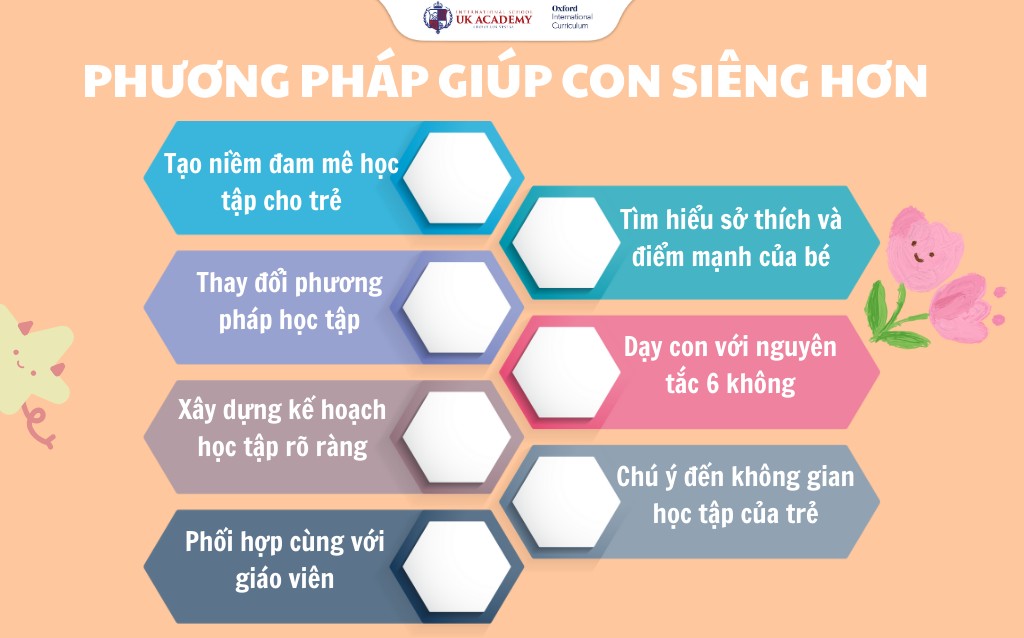 INTERNATIONAL SCHOOL
UK ACADEMY
Oxford
International
Curriculum
PHƯƠNG PHÁP GIÚP CON SIÊNG HƠN
Tạo niềm đam mê học
tập cho trẻ
Tìm hiểu sở thích và
điểm mạnh của bé
Thay đổi phương
pháp học tập
Dạy con với nguyên
tắc 6 không
Xây dựng kế hoạch
học tập rõ ràng
Chú ý đến không gian
học tập của trẻ
Phối hợp cùng với
giáo viên